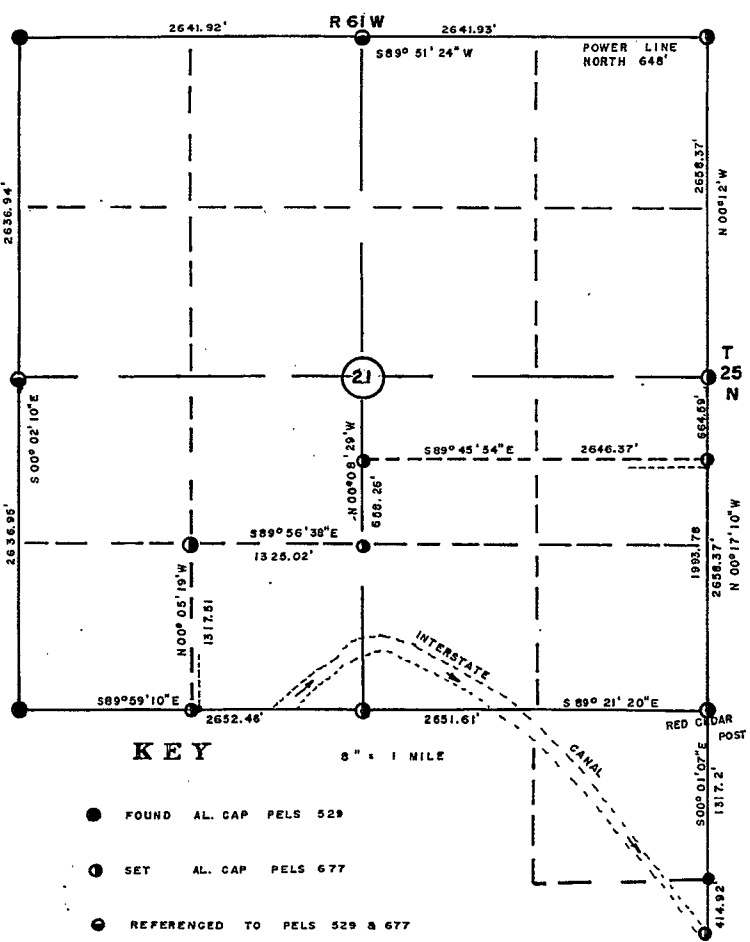 R 61 W
2641.92'
2641.93'
S89° 51' 24" W
POWER LINE
NORTH 648'
2636.94'
2658.37'
N 00° 12' W
21
T
25
N
S 00° 02' 10" E
664.59'
N 00° 08' 29" W
658.26'
S89° 45' 54" E
2646.37'
2636.95'
S89° 56' 38" E
1325.02'
1993.178
2658.37'
N 00° 17' 10" W
N00° 05' 19" W
1317.51
INTERSTATE
CANAL
S89° 59' 10" E
2652.46'
2651.61'
S 89° 21' 20" E
RED CEDAR
POST
KEY
8" = 1 MILE
S00° 01' 07" E
1317.2'
FOUND AL. CAP PELS 529
SET AL. CAP PELS 677
414.92'
REFERENCED TO PELS 529 & 677